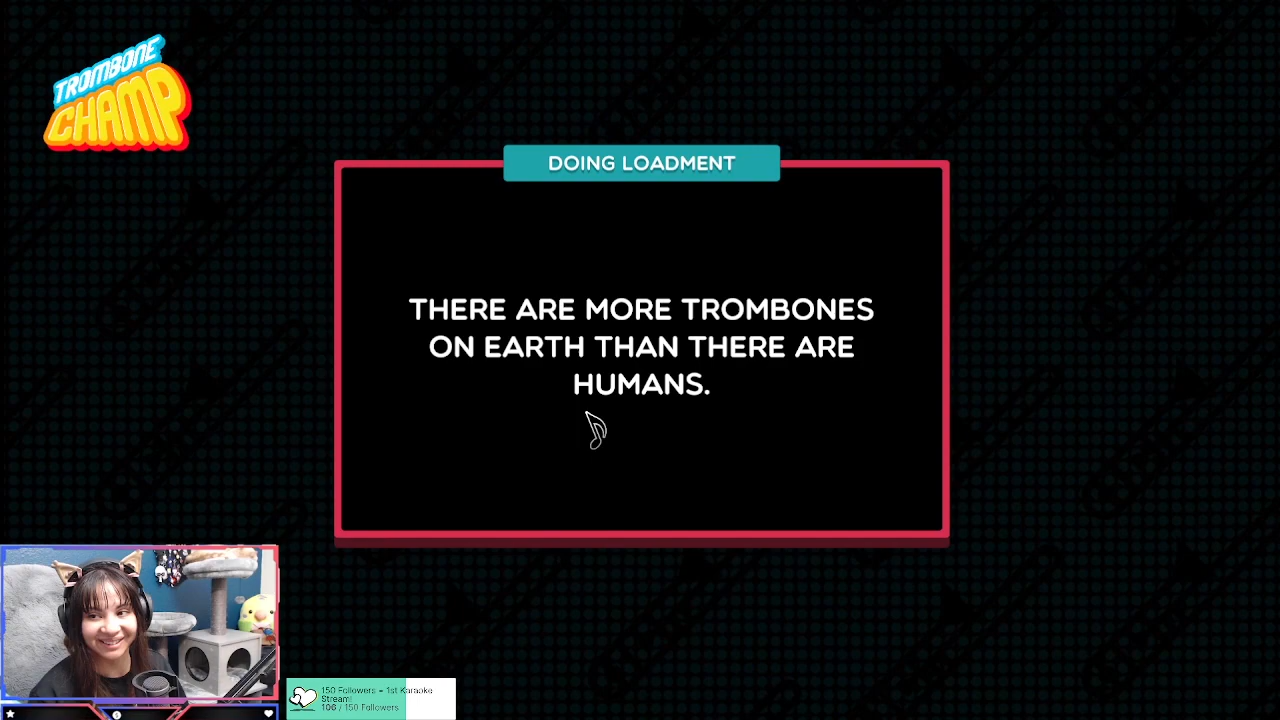 TROMBONE
CHAMP
DOING LOADMENT
THERE ARE MORE TROMBONES
ON EARTH THAN THERE ARE
HUMANS.
150 Followers = 1st Karaoke
Stream!
106 / 150 Followers